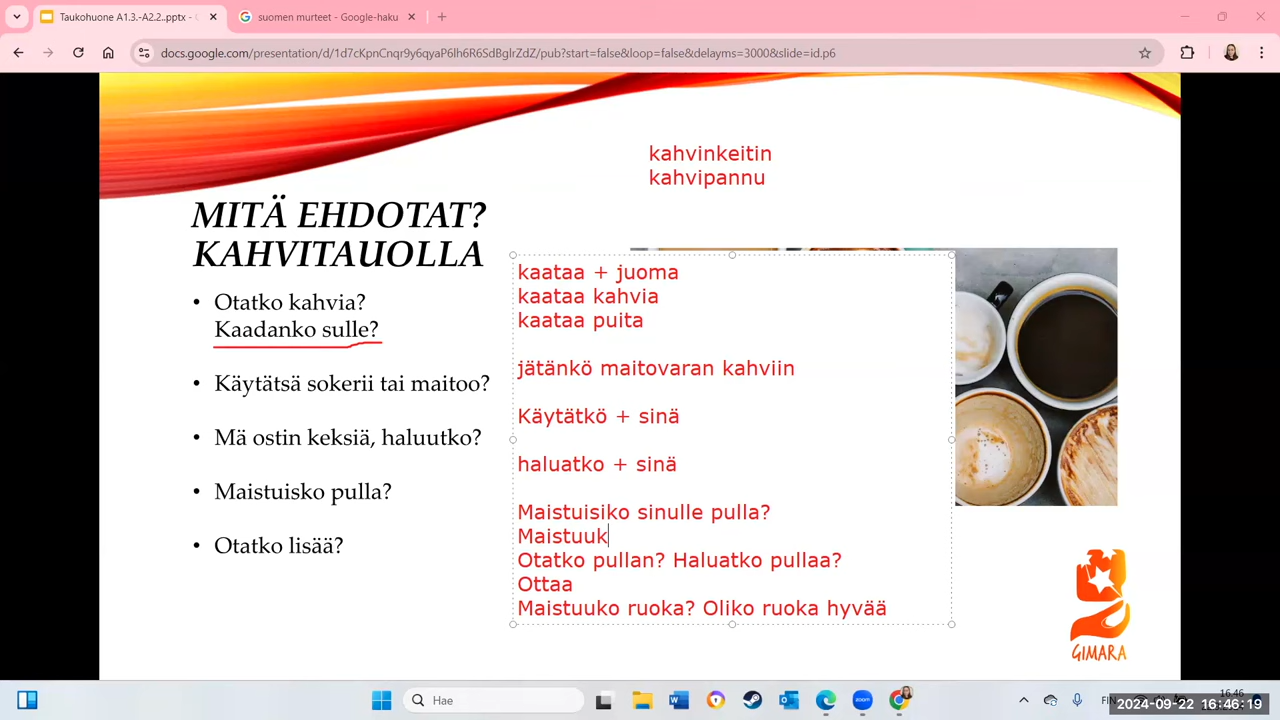 Taukohuone A1.3.-A2.2..pptx -
suomen murteet - Google-haku
docs.google.com/presentation/d/1d7cKpnCnqr9y6qyaP6lh6R6SdBglrZdZ/pub?start=false&loop=false&delayms=3000&slide=id.p6
kahvinkeitin
kahvipannu
MITÄ EHDOTAT?
KAHVITAUOLLA
• Otatko kahvia?
Kaadanko sulle?
• Käytätsä sokerii tai maitoo?
• Mä ostin keksiä, haluutko?
• Maistuisko pulla?
• Otatko lisää?
kaataa + juoma
kaataa kahvia
kaataa puita
jätänkö maitovaran kahviin
Käytätkö + sinä
haluatko + sinä
Maistuisiko sinulle pulla?
Maistuuk
Otatko pullan? Haluatko pullaa?
Ottaa
Maistuuko ruoka? Oliko ruoka hyvää
GIMARA
Hae
FIN
16.46
2024-09-22 16:46:19